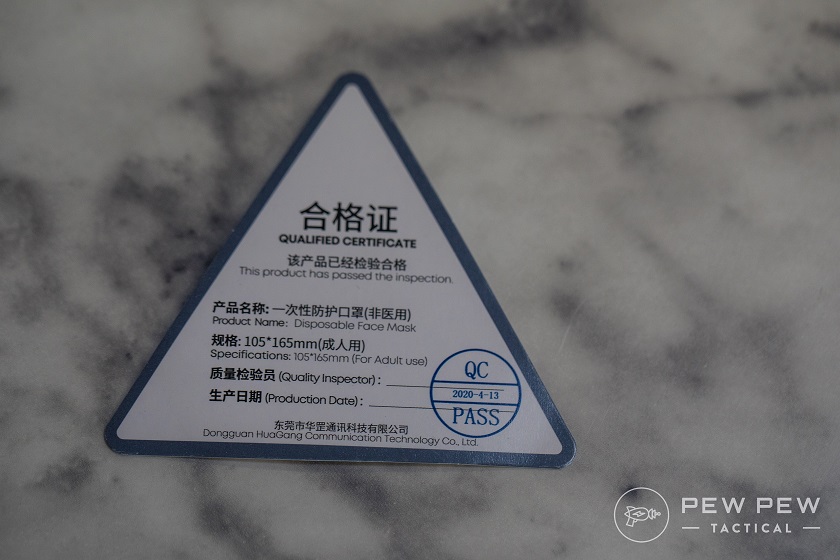 合格证
QUALIFIED CERTIFICATE
该产品已经检验合格
This product has passed the inspection.
产品名称: 一次性防护口罩(非医用)
Product Name: Disposable Face Mask
规格: 105*165mm(成人用)
Specifications: 105*165mm (For Adult use)
质量检验员 (Quality Inspector):
生产日期 (Production Date):
QC
2020-4-13
PASS
东莞市华罡通讯科技有限公司
Dongguan HuaGang Communication Technology Co., Ltd.
PEW PEW
TACTICAL